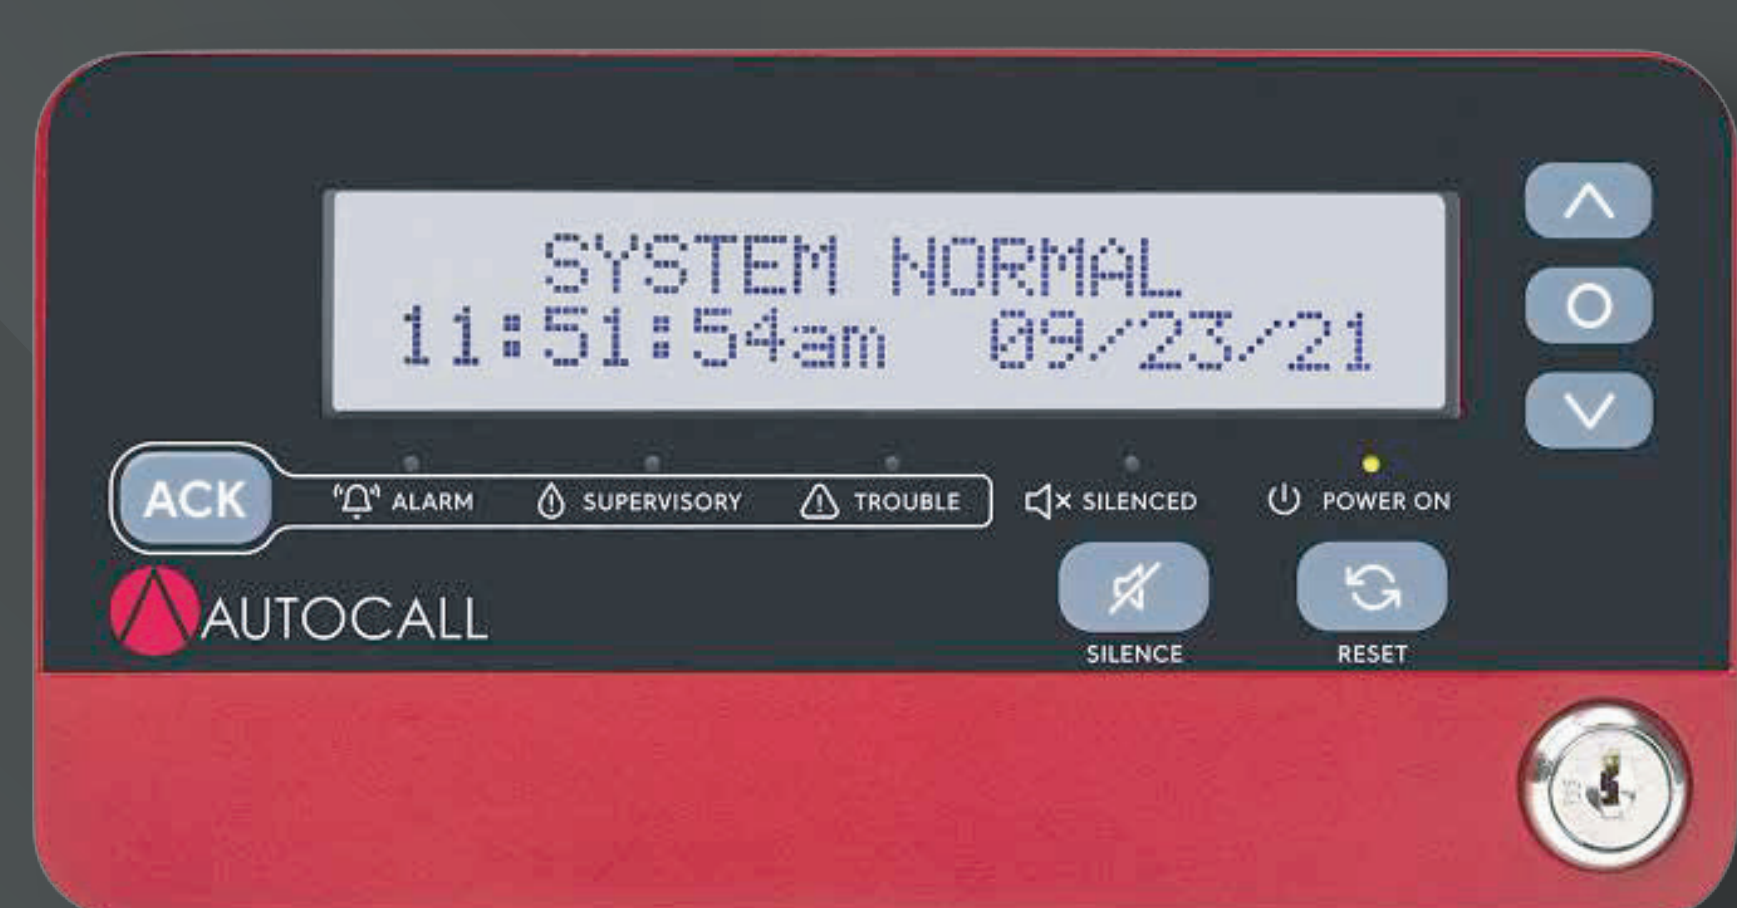 SYSTEM NORMAL
11:51:54am 09/23/21
ACK
ALARM
SUPERVISORY
TROUBLE
SILENCED
POWER ON
AUTOCALL
SILENCE
RESET